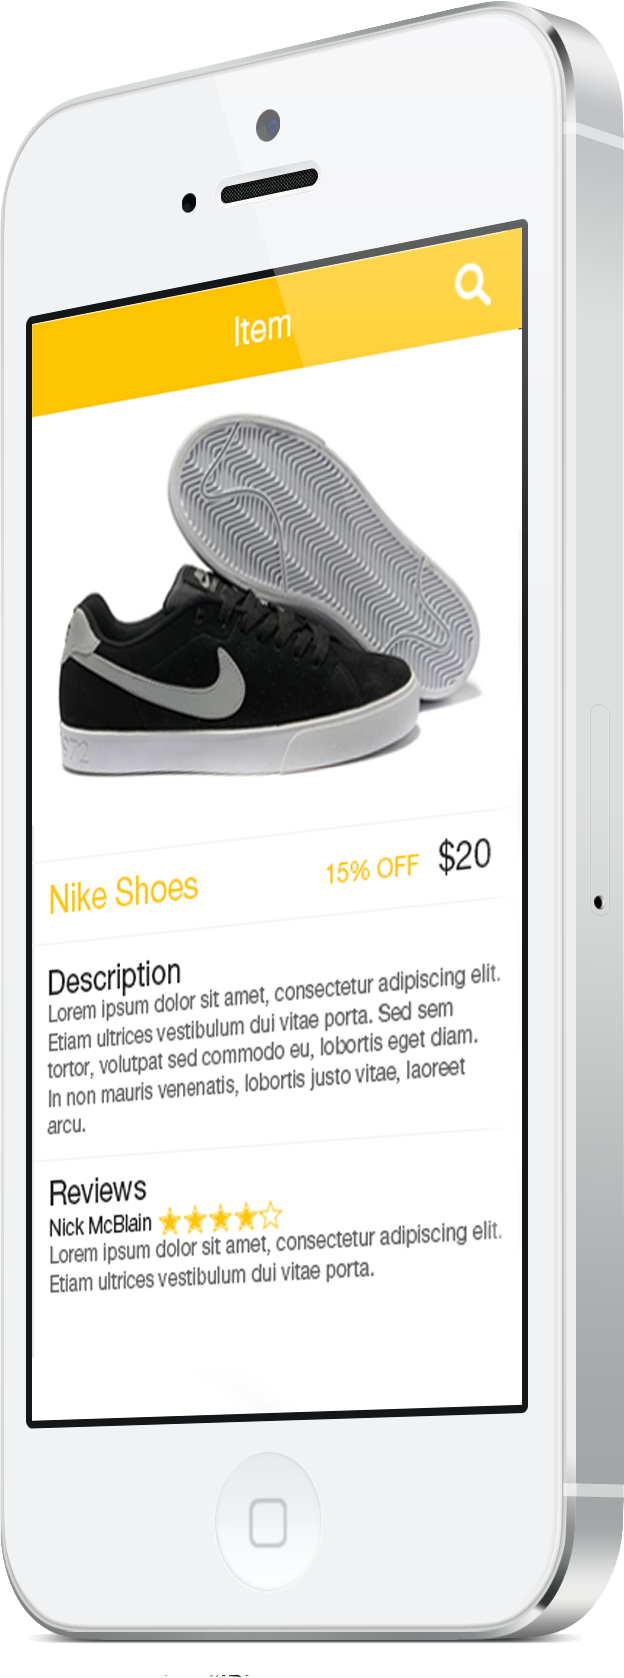 Item
972
Nike Shoes 15% OFF $20
Description
Lorem ipsum dolor sit amet, consectetur adipiscing elit.
Etiam ultrices vestibulum dui vitae porta. Sed sem
tortor, volutpat sed commodo eu, lobortis eget diam.
In non mauris venenatis, lobortis justo vitae, laoreet
arcu.
Reviews
Nick McBlain
Lorem ipsum dolor sit amet, consectetur adipiscing elit.
Etiam ultrices vestibulum dui vitae porta.